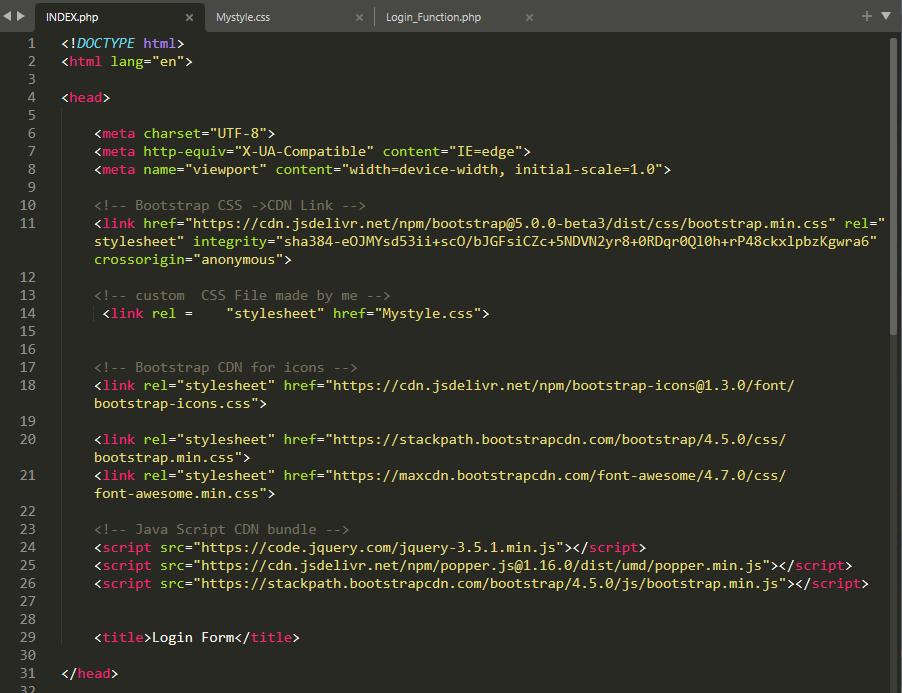 INDEX.php × Mystyle.css × Login_Function.php × + ▼
1 <!DOCTYPE html>
2 <html lang="en">
3
4 <head>
5
6 <meta charset="UTF-8">
7 <meta http-equiv="X-UA-Compatible" content="IE=edge">
8 <meta name="viewport" content="width=device-width, initial-scale=1.0">
9
10 <!-- Bootstrap CSS ->CDN Link -->
11 <link href="https://cdn.jsdelivr.net/npm/bootstrap@5.0.0-beta3/dist/css/bootstrap.min.css" rel="
stylesheet" integrity="sha384-eOJMYsd53ii+scO/bJGFsiCZc+5NDVN2yr8+0RDqr0Ql0h+rP48ckxlpbzKgwra6"
crossorigin="anonymous">
12
13 <!-- custom  CSS File made by me -->
14 <link rel =    "stylesheet" href="Mystyle.css">
15
16
17 <!-- Bootstrap CDN for icons -->
18 <link rel="stylesheet" href="https://cdn.jsdelivr.net/npm/bootstrap-icons@1.3.0/font/
bootstrap-icons.css">
19
20 <link rel="stylesheet" href="https://stackpath.bootstrapcdn.com/bootstrap/4.5.0/css/
bootstrap.min.css">
21 <link rel="stylesheet" href="https://maxcdn.bootstrapcdn.com/font-awesome/4.7.0/css/
font-awesome.min.css">
22
23 <!-- Java Script CDN bundle -->
24 <script src="https://code.jquery.com/jquery-3.5.1.min.js"></script>
25 <script src="https://cdn.jsdelivr.net/npm/popper.js@1.16.0/dist/umd/popper.min.js"></script>
26 <script src="https://stackpath.bootstrapcdn.com/bootstrap/4.5.0/js/bootstrap.min.js"></script>
27
28
29 <title>Login Form</title>
30
31 </head>
32